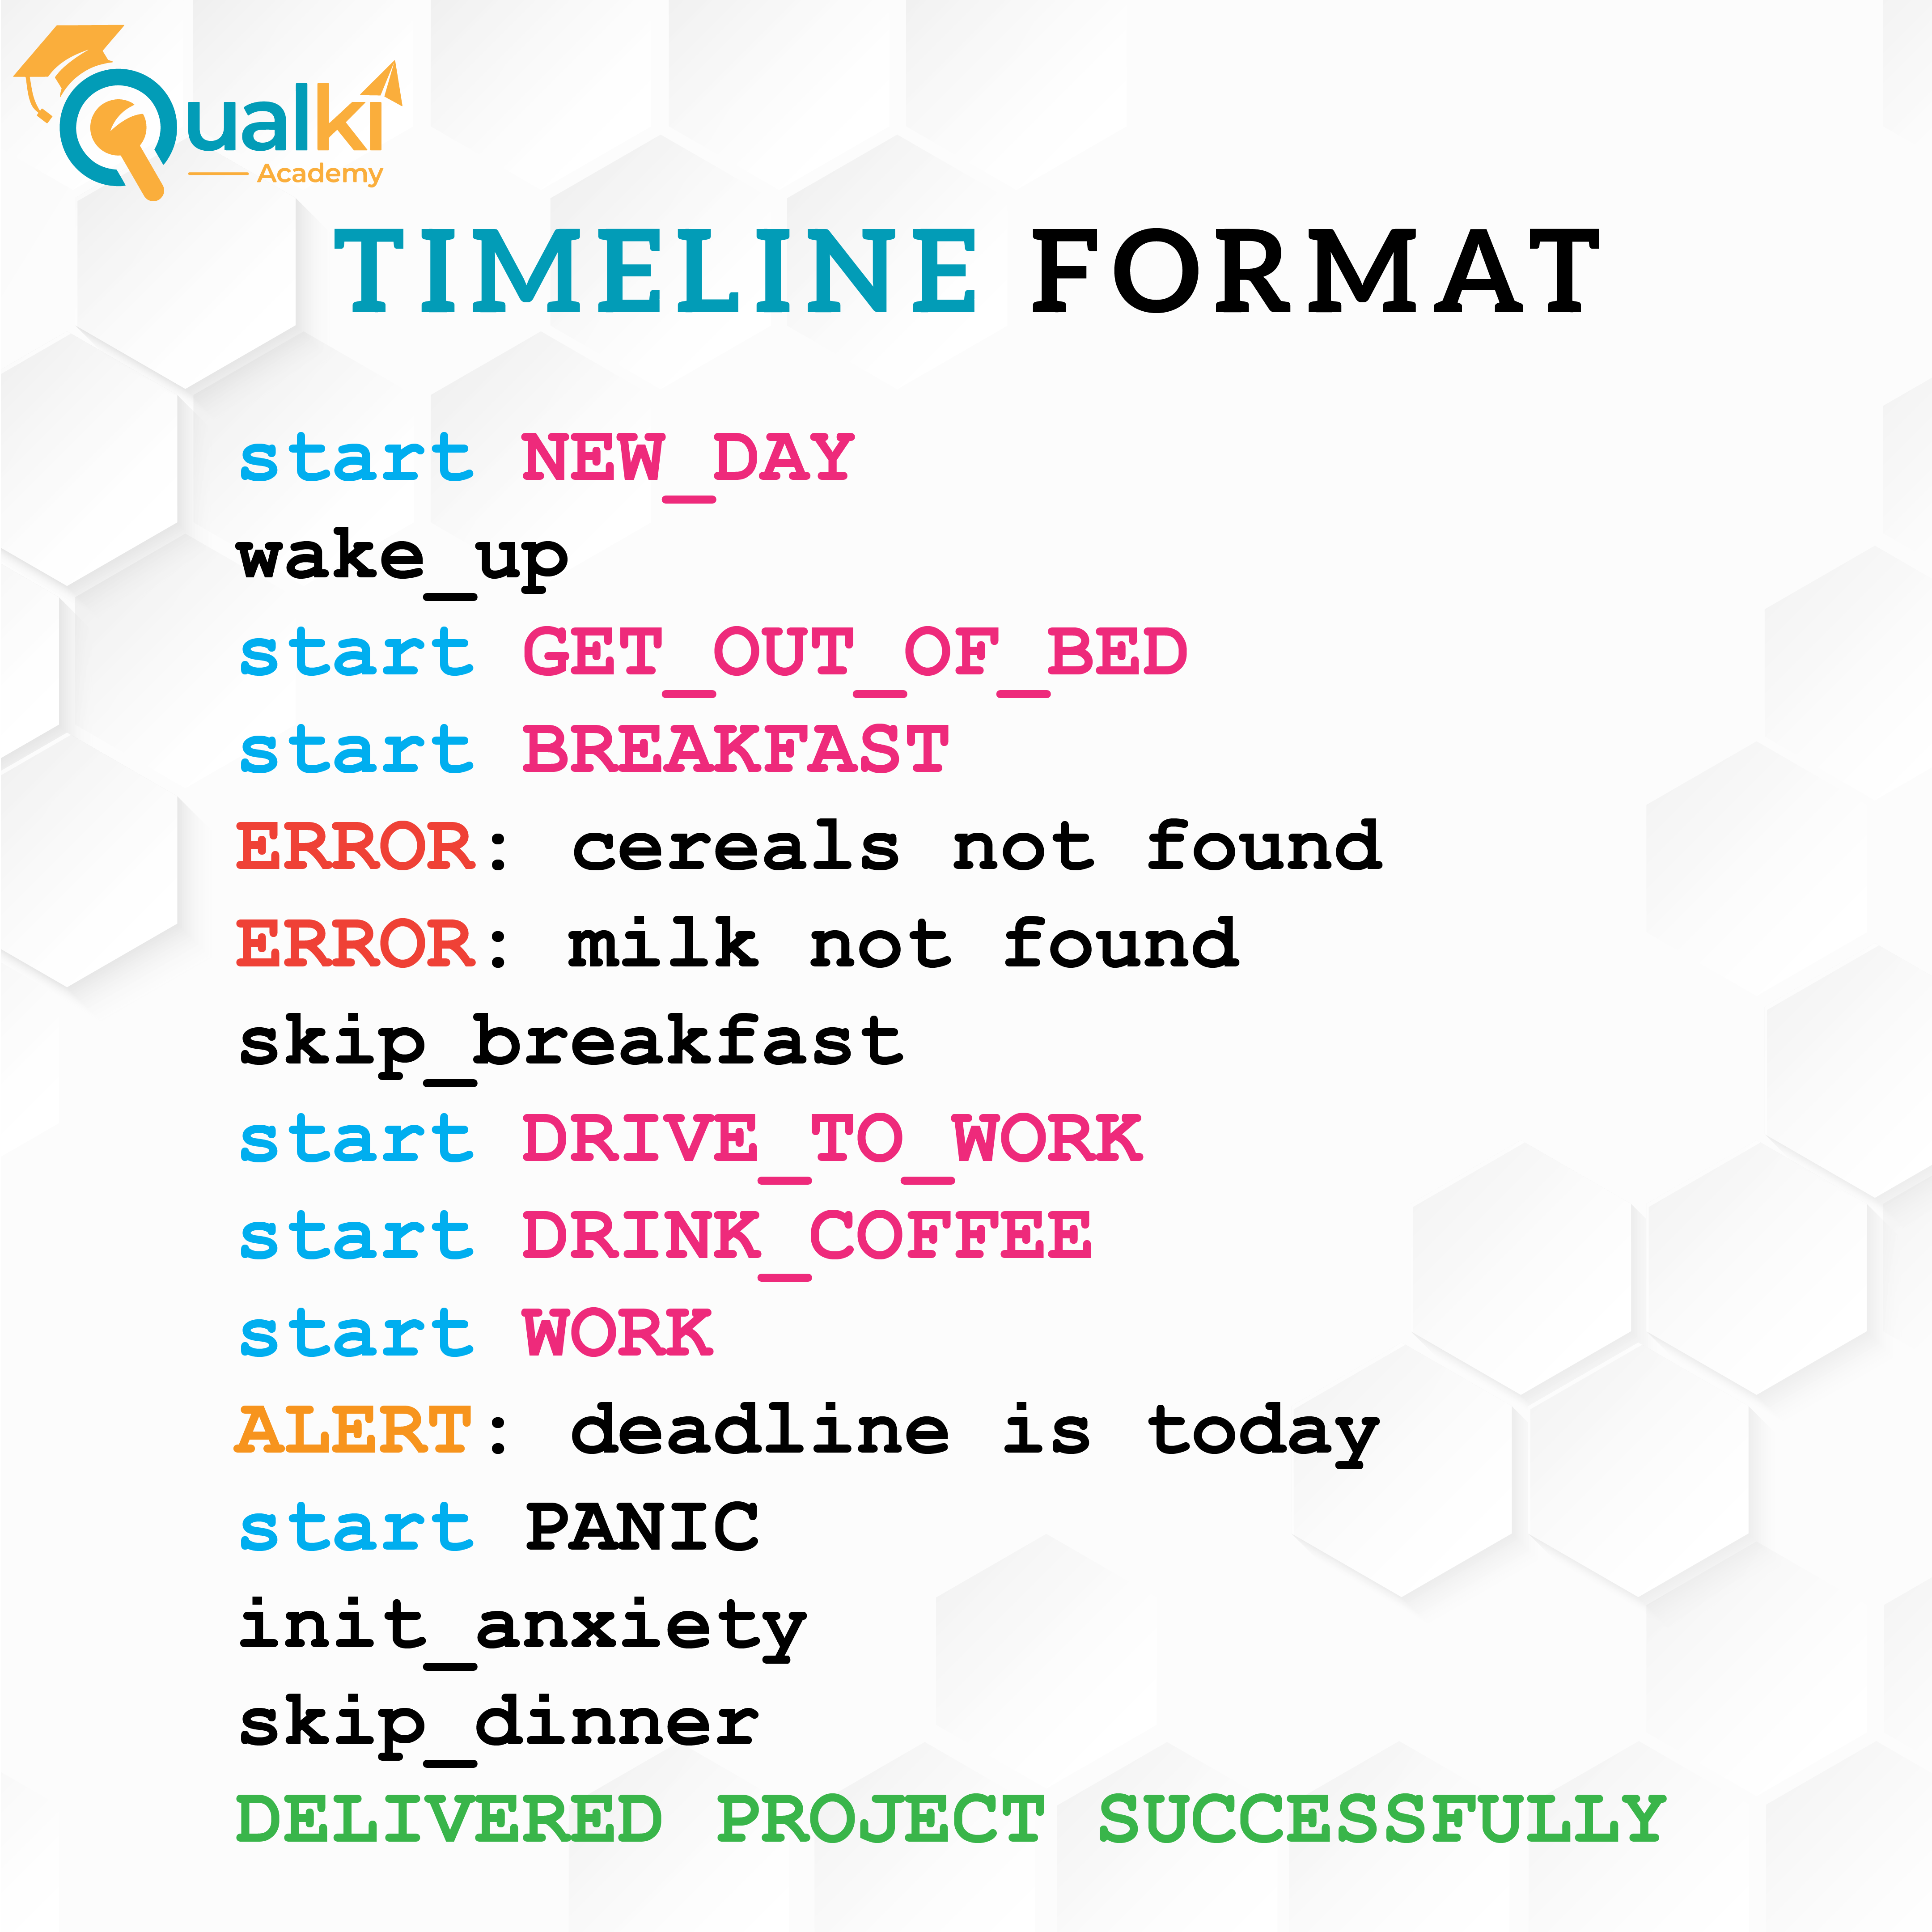 Qualki
Academy
TIMELINE FORMAT
start NEW_DAY
wake_up
start GET_OUT_OF_BED
start BREAKFAST
ERROR: cereals not found
ERROR: milk not found
skip_breakfast
start DRIVE_TO_WORK
start DRINK_COFFEE
start WORK
ALERT: deadline is today
start PANIC
init_anxiety
skip_dinner
DELIVERED PROJECT SUCCESSFULLY